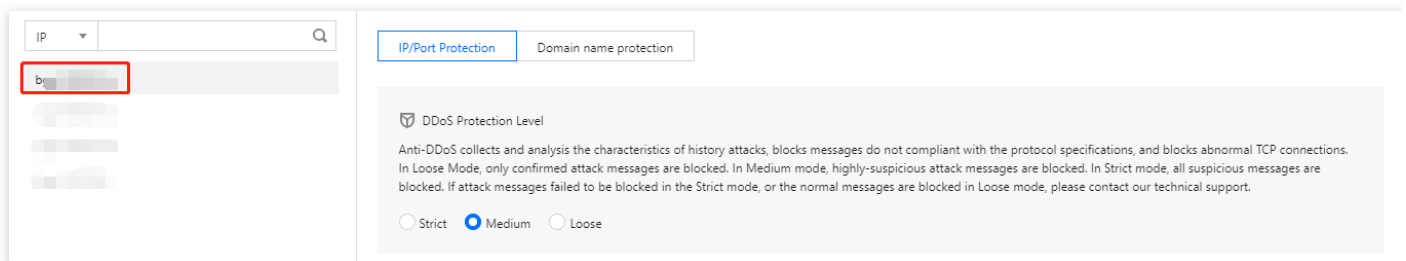 IP
IP/Port Protection
Domain name protection
DDoS Protection Level
Anti-DDoS collects and analysis the characteristics of history attacks, blocks messages do not compliant with the protocol specifications, and blocks abnormal TCP connections.
In Loose Mode, only confirmed attack messages are blocked. In Medium mode, highly-suspicious attack messages are blocked. In Strict mode, all suspicious messages are
blocked. If attack messages failed to be blocked in the Strict mode, or the normal messages are blocked in Loose mode, please contact our technical support.
Strict
Medium
Loose